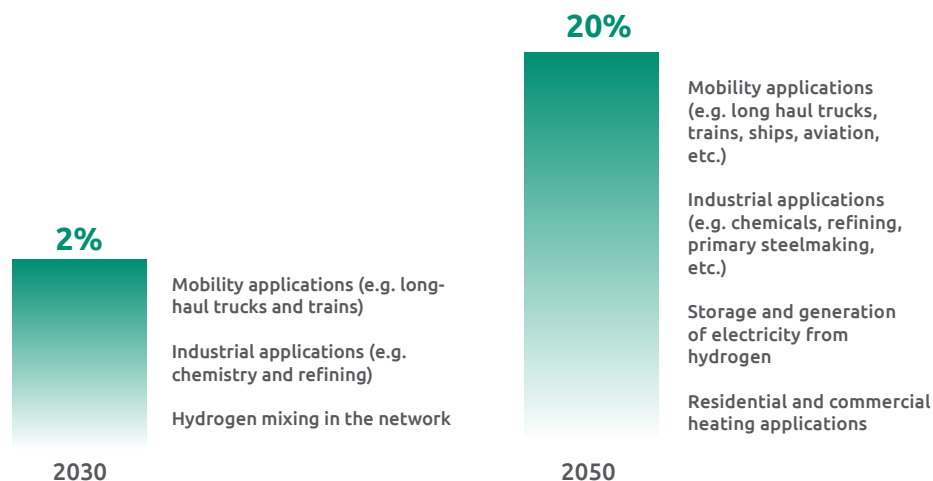 2%
Mobility applications (e.g. long-
haul trucks and trains)
Industrial applications (e.g.
chemistry and refining)
Hydrogen mixing in the network
2030
20%
Mobility applications
(e.g. long haul trucks,
trains, ships, aviation,
etc.)
Industrial applications
(e.g. chemicals, refining,
primary steelmaking,
etc.)
Storage and generation
of electricity from
hydrogen
Residential and commercial
heating applications
2050